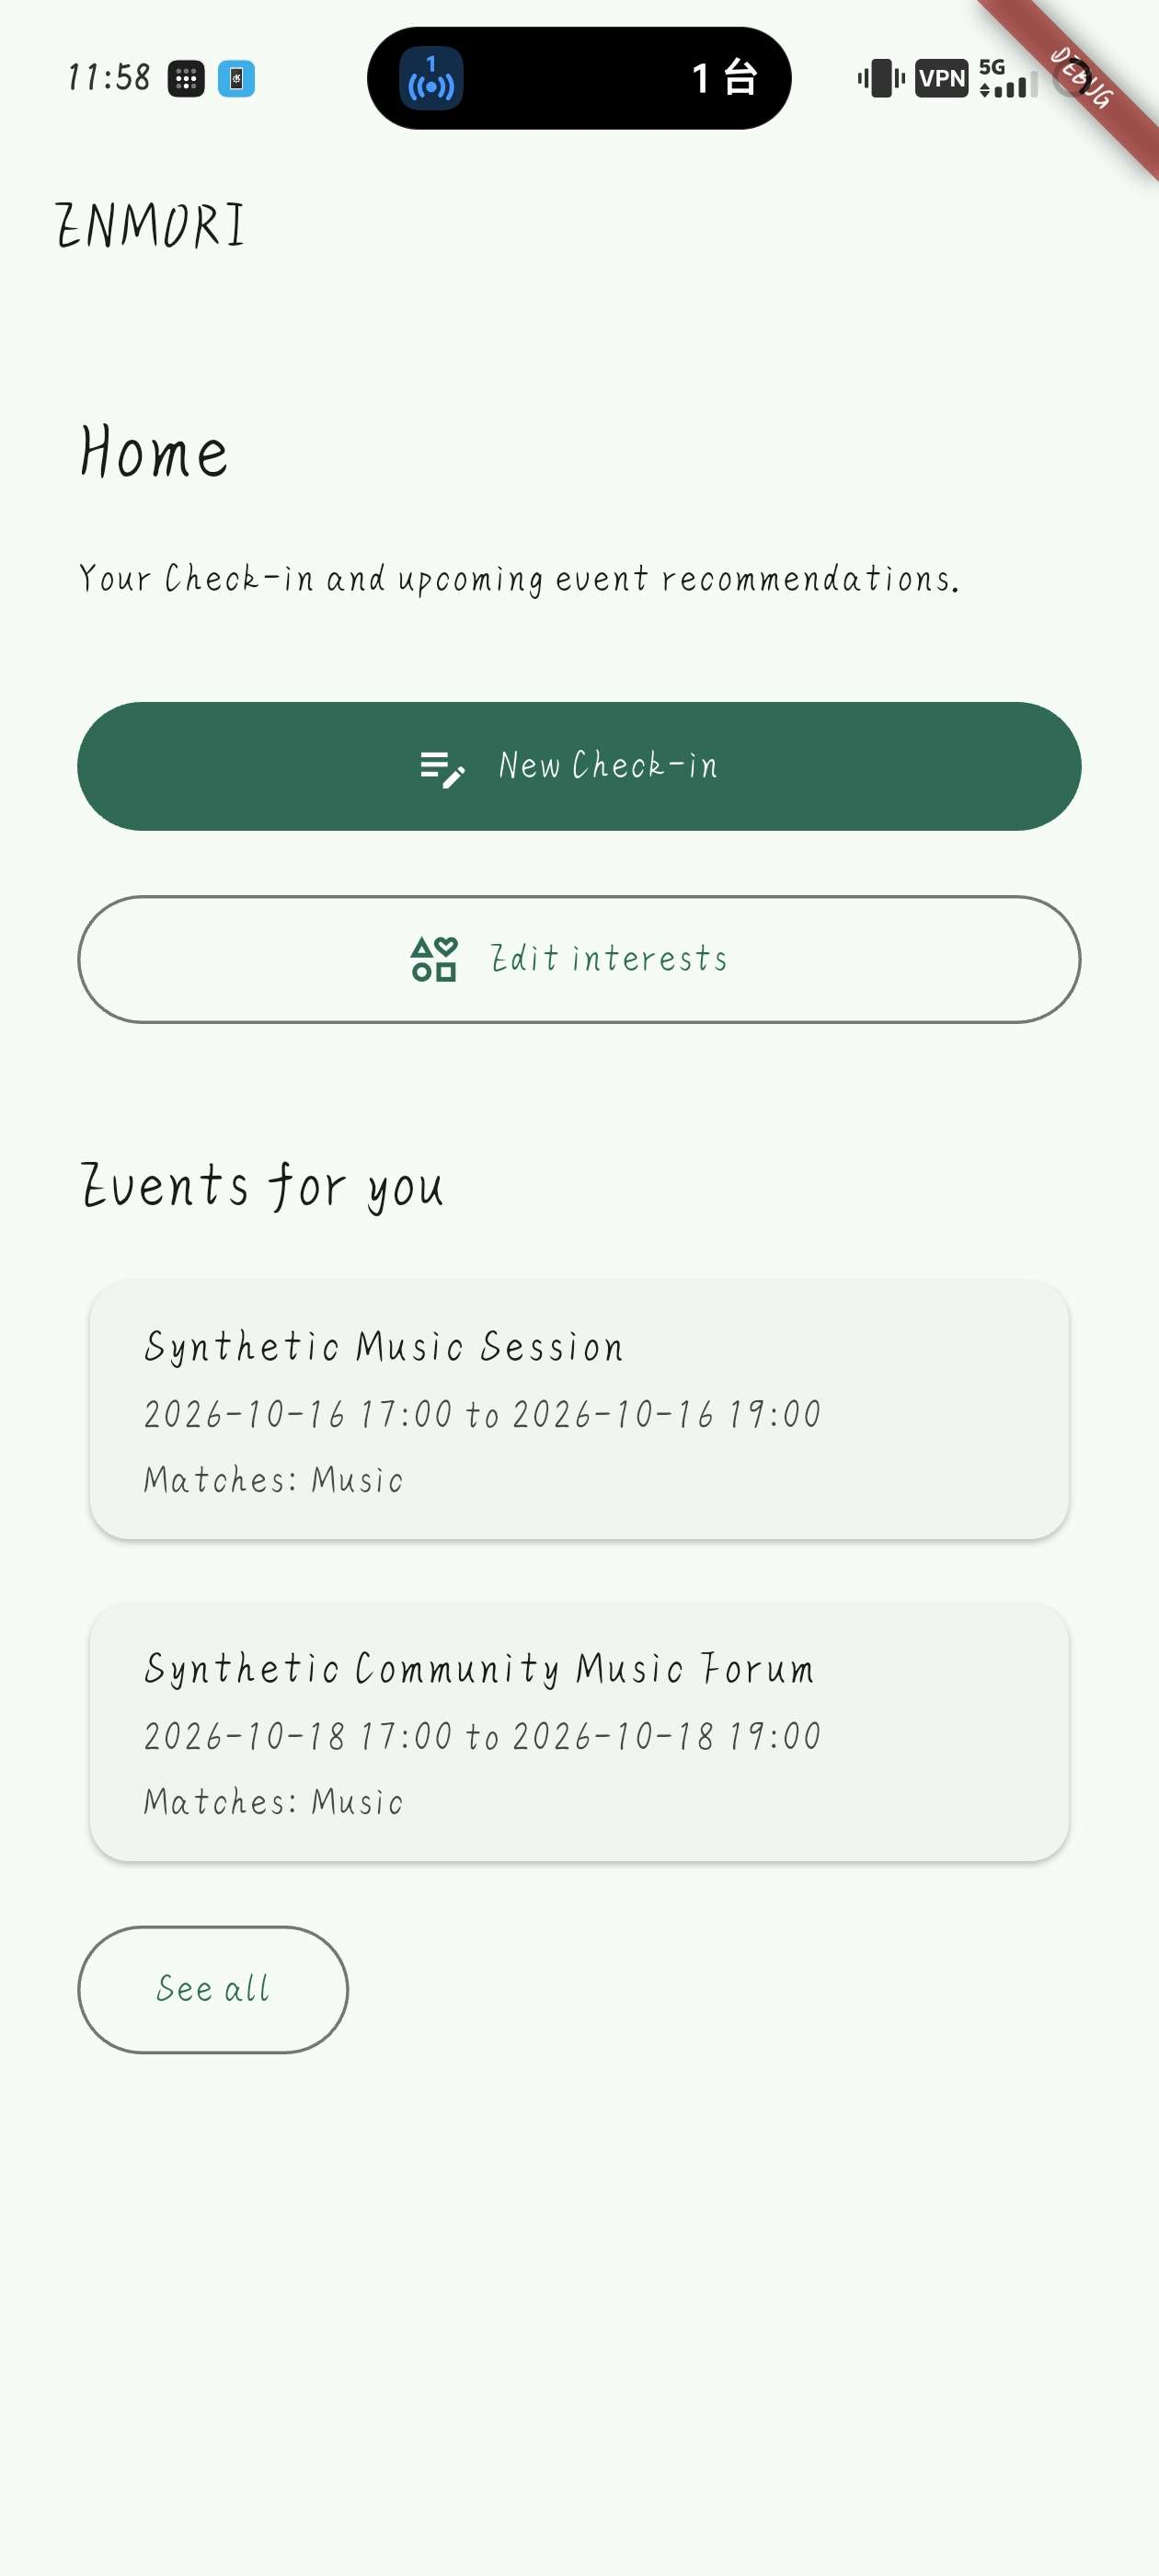 11:58
1
1 台
VPN
5G
DEBUG
ZENMORI
Home
Your Check-in and upcoming event recommendations.
New Check-in
Edit interests
Events for you
Synthetic Music Session
2026-10-16 17:00 to 2026-10-16 19:00
Matches: Music
Synthetic Community Music Forum
2026-10-18 17:00 to 2026-10-18 19:00
Matches: Music
See all